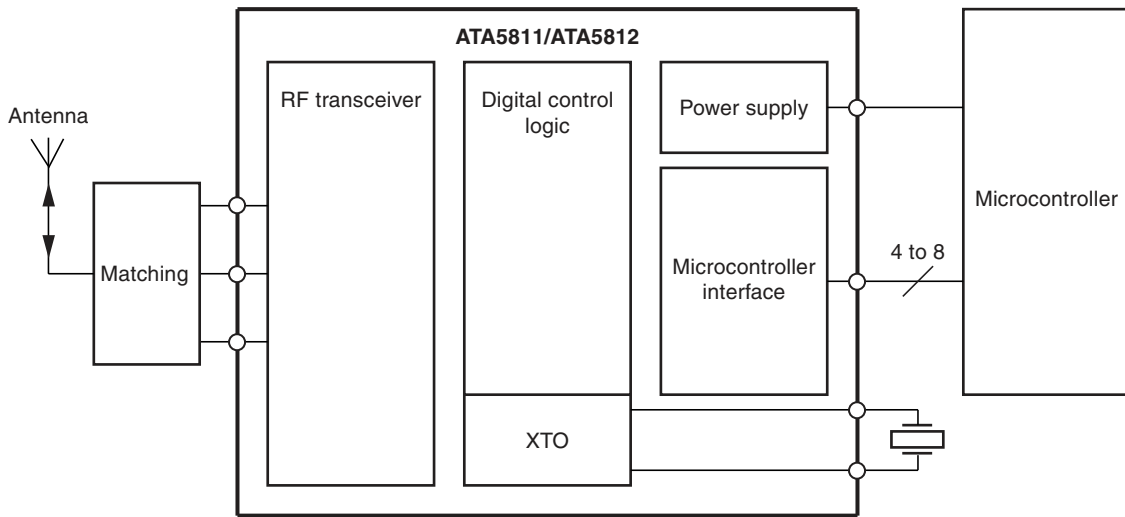 ATA5811/ATA5812
Antenna
Matching
RF transceiver
Digital control
logic
XTO
Power supply
Microcontroller
interface
4 to 8
Microcontroller